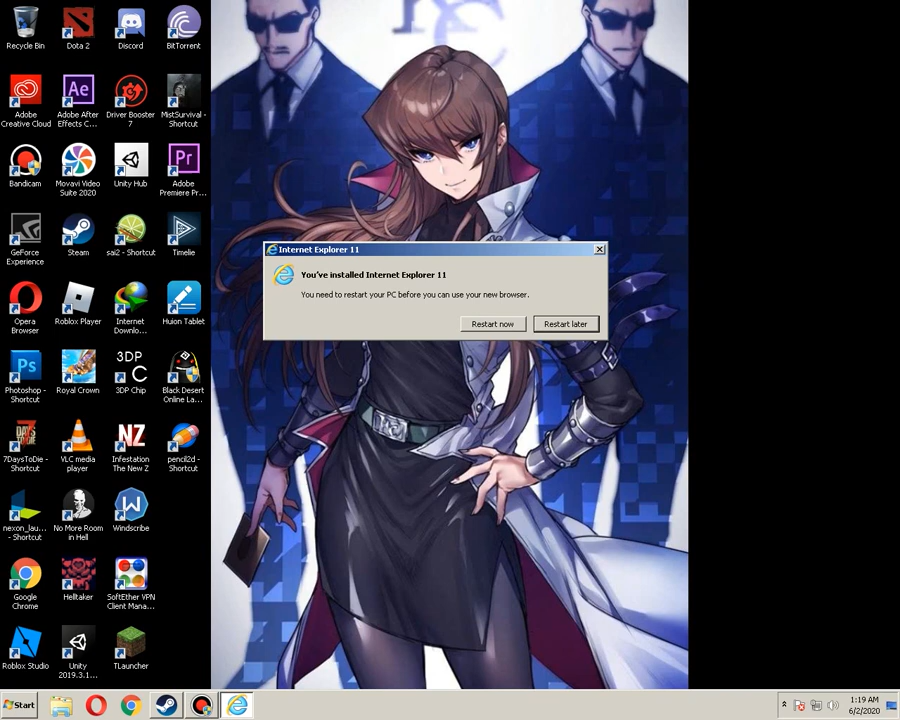 Recycle Bin
Dota 2
Discord
BitTorrent
Adobe
Creative Cloud
Adobe After
Effects C...
Driver Booster
7
MistSurvival -
Shortcut
Bandicam
Movavi Video
Suite 2020
Unity Hub
Adobe
Premiere Pr...
GeForce
Experience
Steam
sai2 - Shortcut
Timelie
Opera
Browser
Roblox Player
Internet
Downlo...
Huion Tablet
Photoshop -
Shortcut
Royal Crown
3DP
C
3DP Chip
Black Desert
Online La...
7DaysToDie -
Shortcut
VLC media
player
NZ
Infestation
The New Z
pencil2d -
Shortcut
nexon_lau...
- Shortcut
No More Room
in Hell
Windscribe
Google
Chrome
Helltaker
SoftEther VPN
Client Mana...
Roblox Studio
Unity
2019.3.1...
TLauncher
Ae
Pr
Ps
Internet Explorer 11
You've installed Internet Explorer 11
You need to restart your PC before you can use your new browser.
Restart now
Restart later
Start
1:19 AM
6/2/2020